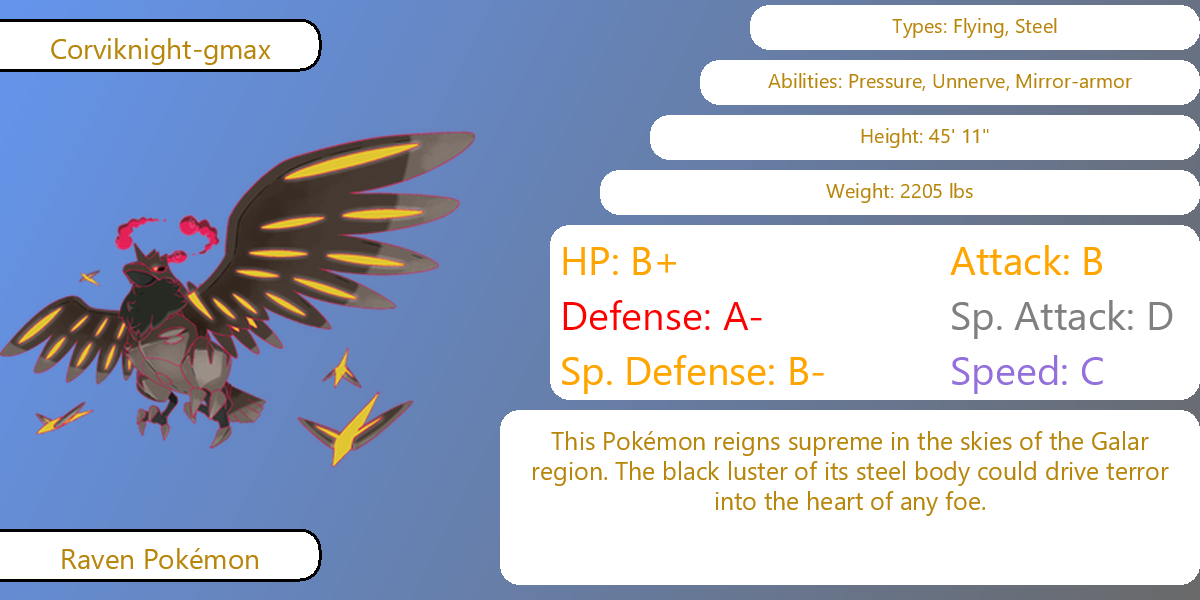 Corviknight-gmax
Types: Flying, Steel
Abilities: Pressure, Unnerve, Mirror-armor
Height: 45' 11"
Weight: 2205 lbs
HP: B+
Attack: B
Defense: A-
Sp. Attack: D
Sp. Defense: B-
Speed: C
This Pokémon reigns supreme in the skies of the Galar
region. The black luster of its steel body could drive terror
into the heart of any foe.
Raven Pokémon